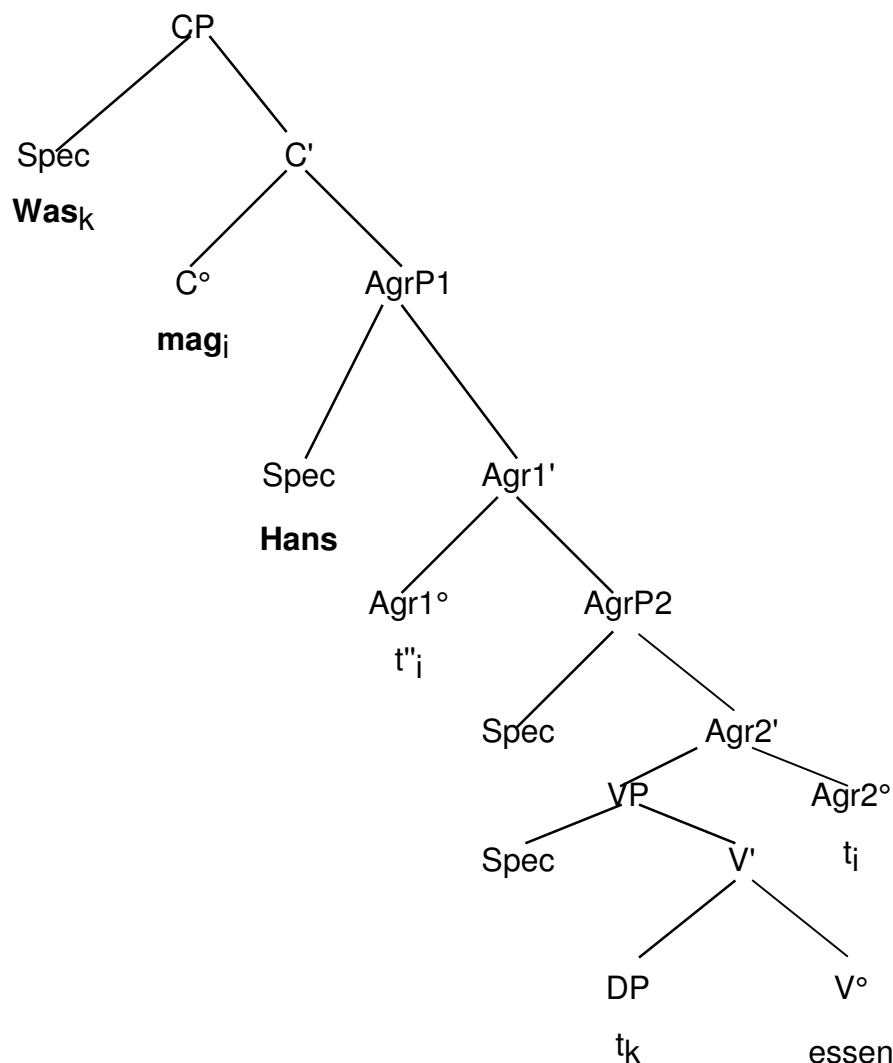 CP
Spec C'
Was_k
C° AgrP1
mag_i
Spec Agr1'
Hans
Agr1° AgrP2
t"_i
Spec Agr2'
VP Agr2°
Spec V' t_i
DP V°
t_k essen